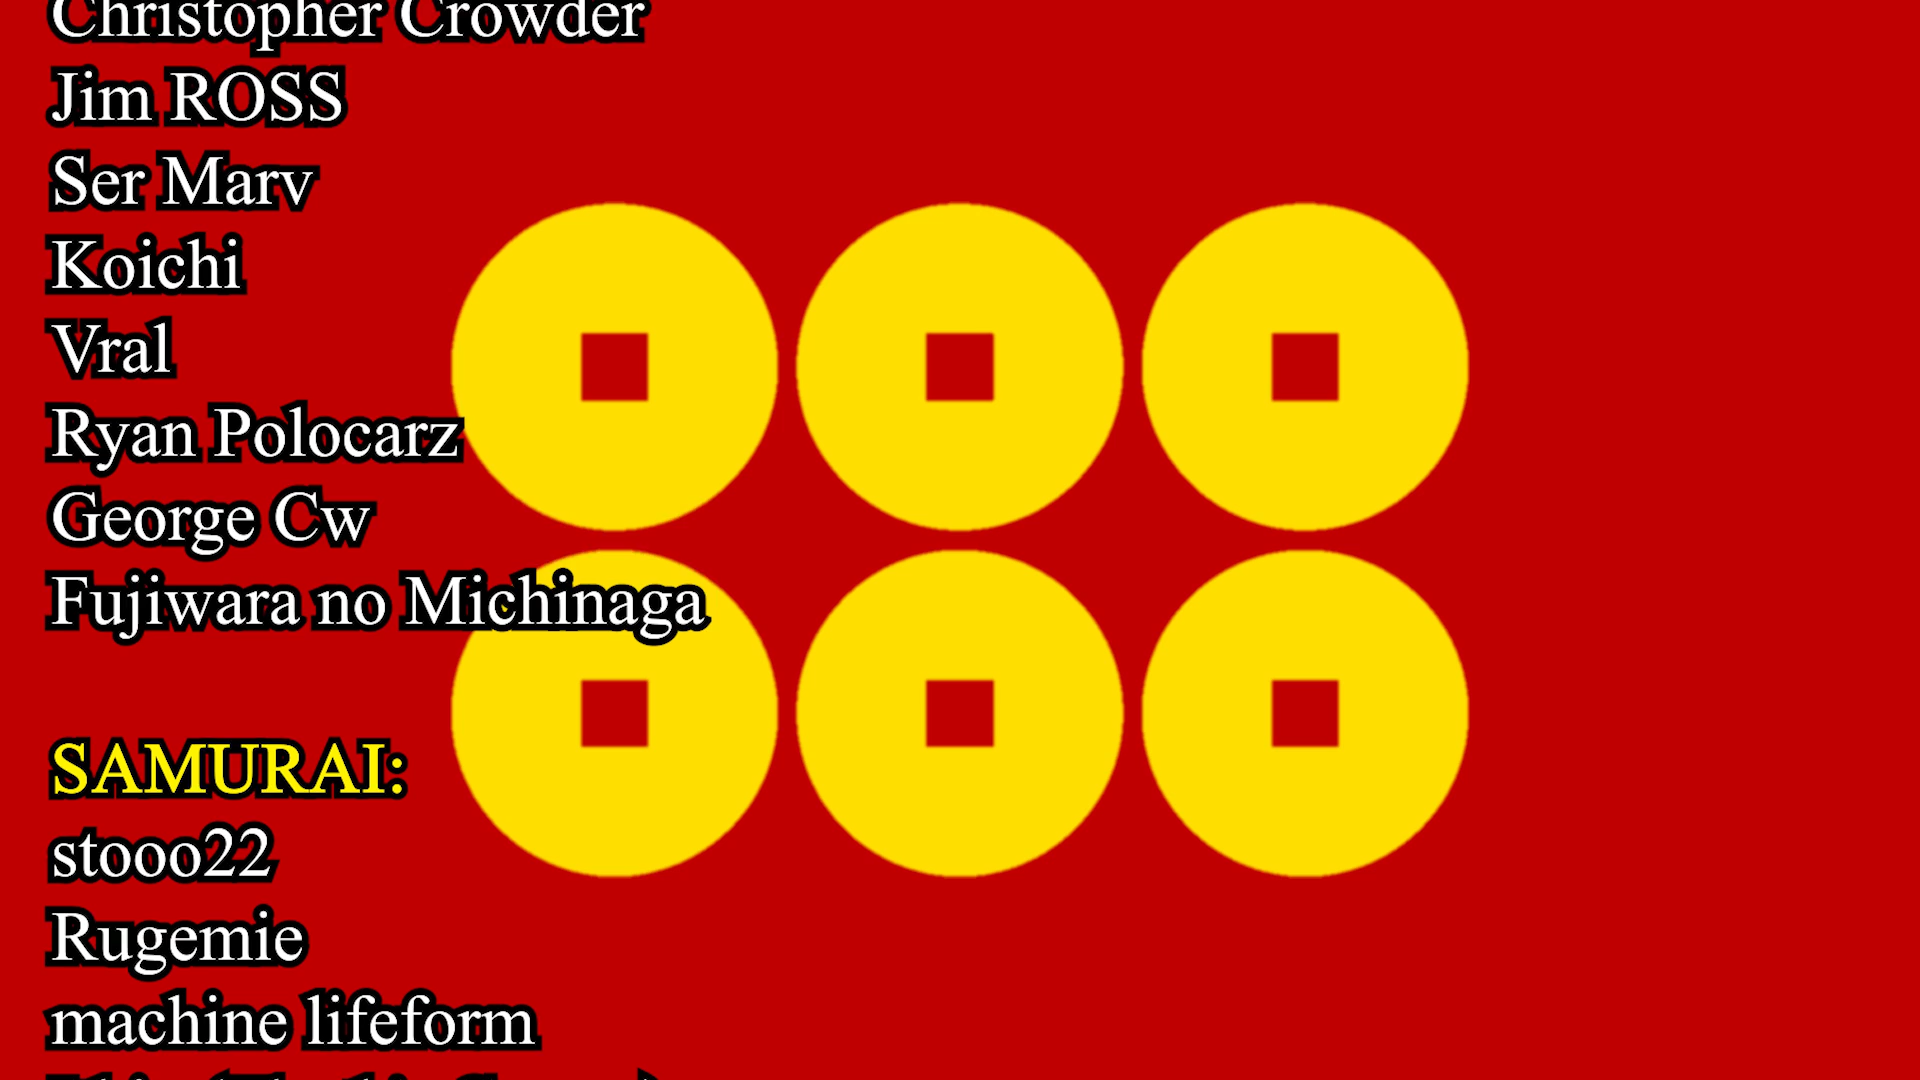 Christopher Crowder
Jim ROSS
Ser Marv
Koichi
Vral
Ryan Polocarz
George Cw
Fujiwara no Michinaga
SAMURAI:
stooo22
Rugemie
machine lifeform